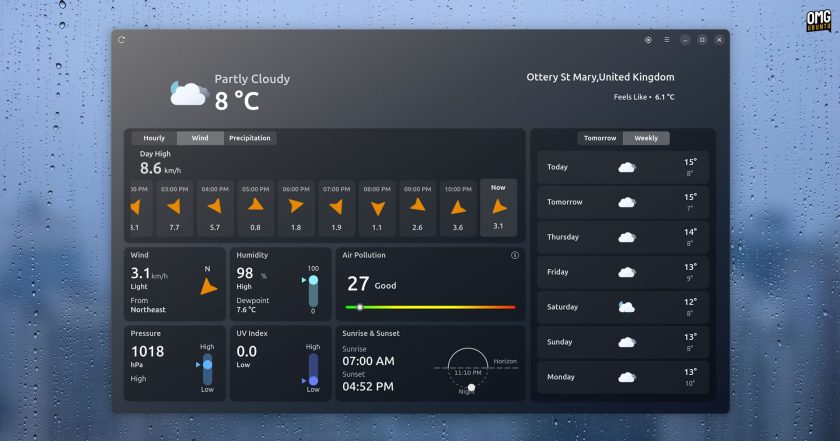 OMG
UBUNTU
Partly Cloudy
8 °C
Ottery St Mary,United Kingdom
Feels Like • 6.1 °C
Hourly Wind Precipitation
Day High
8.6 km/h
03:00 PM 04:00 PM 05:00 PM 06:00 PM 07:00 PM 08:00 PM 09:00 PM 10:00 PM Now
7.7 5.7 0.8 1.8 1.9 1.1 2.6 3.6 3.1
Tomorrow Weekly
Today 15°
8°
Tomorrow 15°
7°
Thursday 14°
8°
Friday 13°
9°
Saturday 12°
8°
Sunday 13°
8°
Monday 13°
10°
Wind
3.1 km/h
Light
N
From
Northeast
Humidity
98 %
High
100
Dewpoint
7.6 °C
0
Air Pollution
27 Good
Pressure
1018
hPa
High
High
Low
UV Index
0.0
Low
High
Low
Sunrise & Sunset
Sunrise
07:00 AM
Sunset
04:52 PM
Horizon
11:10 PM
Night